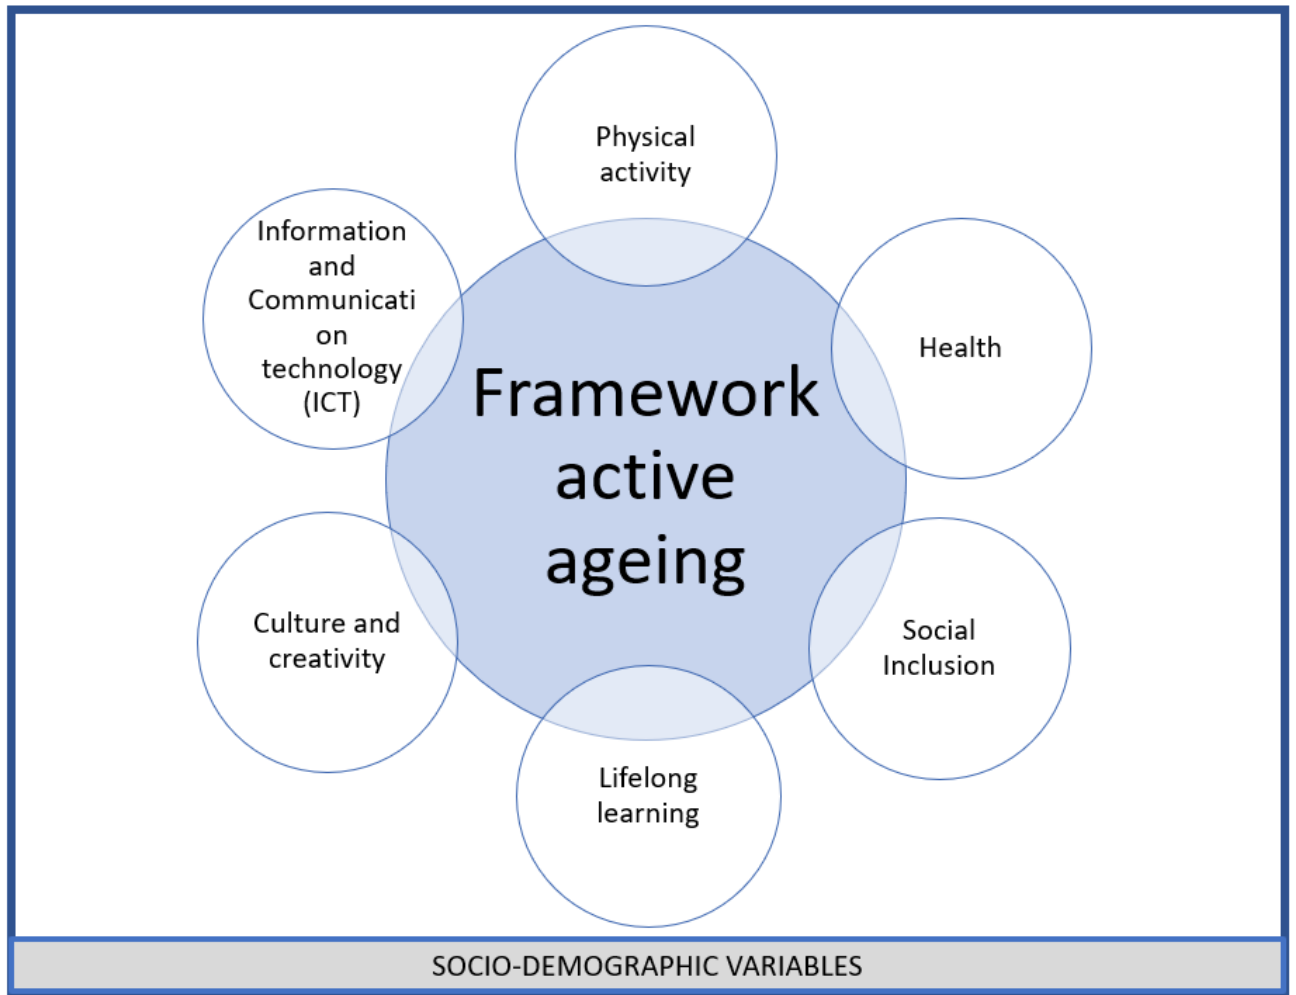 Physical
activity
Information
and
Communicati
on
technology
(ICT)
Health
Framework
active
ageing
Culture and
creativity
Social
Inclusion
Lifelong
learning
SOCIO-DEMOGRAPHIC VARIABLES